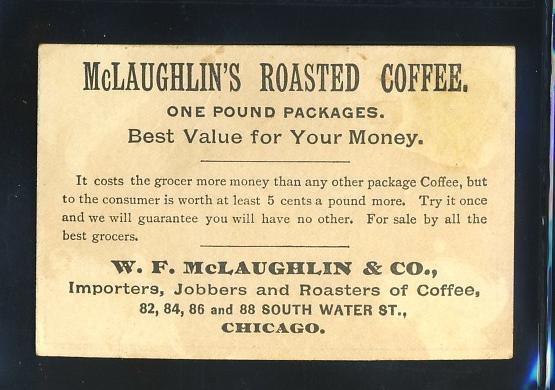 McLAUGHLIN'S ROASTED COFFEE.
ONE POUND PACKAGES.
Best Value for Your Money.
It costs the grocer more money than any other package Coffee, but
to the consumer is worth at least 5 cents a pound more. Try it once
and we will guarantee you will have no other. For sale by all the
best grocers.
W. F. McLAUGHLIN & CO.,
Importers, Jobbers and Roasters of Coffee,
82, 84, 86 and 88 SOUTH WATER ST.,
CHICAGO.